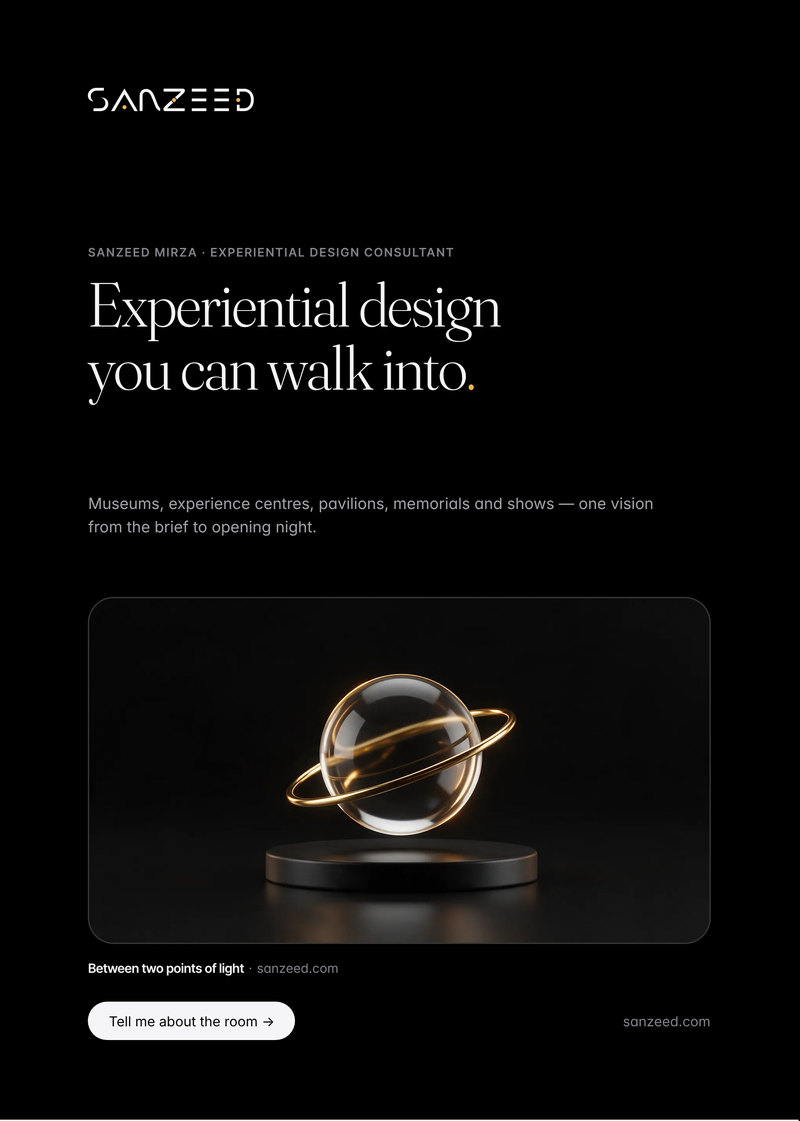 SANZEED
SANZEED MIRZA · EXPERIENTIAL DESIGN CONSULTANT
Experiential design
you can walk into.
Museums, experience centres, pavilions, memorials and shows — one vision
from the brief to opening night.
Between two points of light · sanzeed.com
Tell me about the room →
sanzeed.com